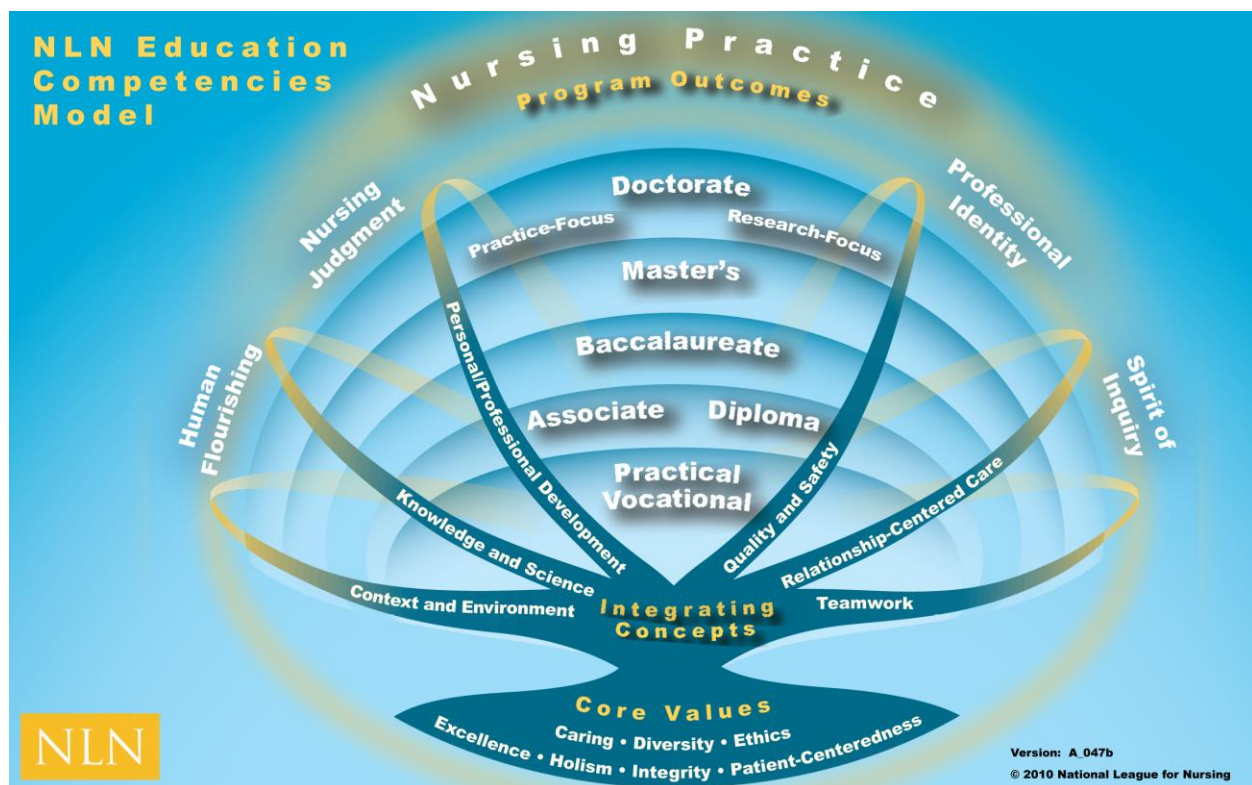 NLN Education
Competencies
Model
Nursing Practice
Program Outcomes
Nursing
Judgment
Professional
Identity
Human
Flourishing
Spirit of
Inquiry
Doctorate
Practice-Focus
Research-Focus
Master's
Baccalaureate
Associate
Diploma
Practical
Vocational
Personal/Professional Development
Quality and Safety
Knowledge and Science
Relationship-Centered Care
Context and Environment
Teamwork
Integrating
Concepts
Core Values
Caring • Diversity • Ethics
Excellence • Holism • Integrity • Patient-Centeredness
NLN
Version: A_047b
© 2010 National League for Nursing